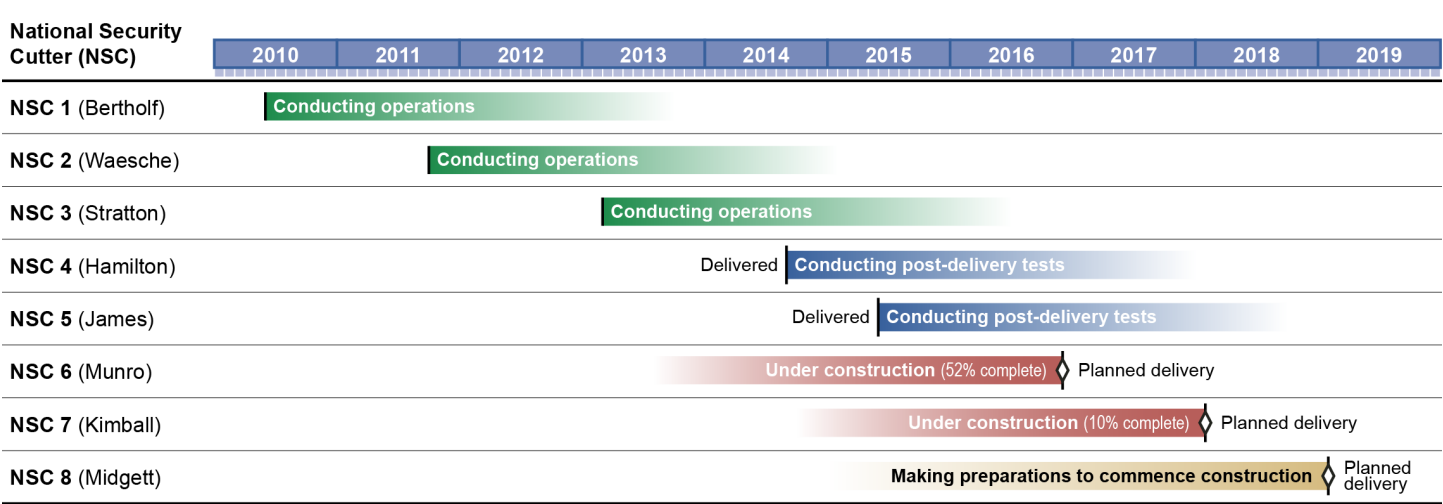 National Security
Cutter (NSC)
2010 2011 2012 2013 2014 2015 2016 2017 2018 2019
NSC 1 (Bertholf) Conducting operations
NSC 2 (Waesche) Conducting operations
NSC 3 (Stratton) Conducting operations
NSC 4 (Hamilton) Delivered Conducting post-delivery tests
NSC 5 (James) Delivered Conducting post-delivery tests
NSC 6 (Munro) Under construction (52% complete) Planned delivery
NSC 7 (Kimball) Under construction (10% complete) Planned delivery
NSC 8 (Midgett) Making preparations to commence construction Planned
delivery